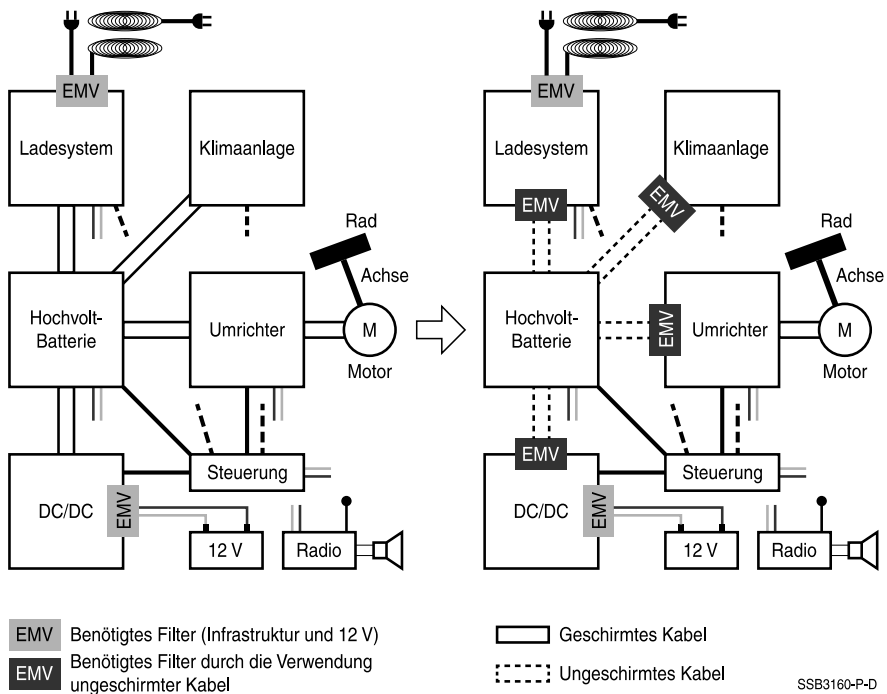 EMV
EMV
Ladesystem
Klimaanlage
Ladesystem
Klimaanlage
EMV
EMV
Rad
Rad
Achse
Achse
Hochvolt-
Batterie
Umrichter
M
Motor
Hochvolt-
Batterie
EMV
Umrichter
M
Motor
EMV
DC/DC
EMV
Steuerung
12 V
Radio
DC/DC
EMV
Steuerung
12 V
Radio
EMV Benötigtes Filter (Infrastruktur und 12 V)
EMV Benötigtes Filter durch die Verwendung
ungeschirmter Kabel
Geschirmtes Kabel
Ungeschirmtes Kabel
SSB3160-P-D